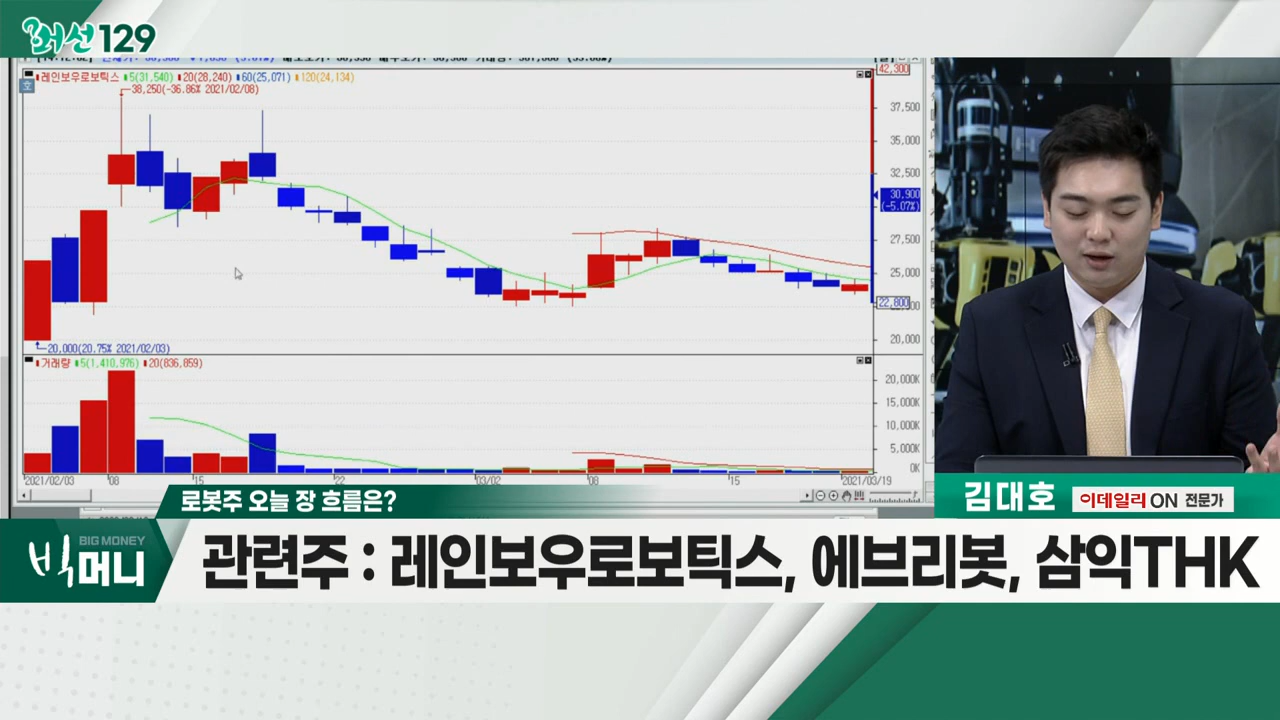 최선129
레인보우로보틱스 5(31,540) 20(28,240) 60(25,071) 120(24,134)
42,300
38,250(-36.86% 2021/02/08)
37,500
35,000
32,500
30,900
(-5.07%)
27,500
25,000
22,800
20,000
20,000(20.75% 2021/02/03)
거래량 5(1,410,976) 20(836,859)
20,000K
15,000K
10,000K
5,000K
0K
2021/02/03 08 15 22 03/02 08 15 2021/03/19
로봇주 오늘 장 흐름은?
김대호 이데일리ON 전문가
BIG MONEY
빅머니
관련주 : 레인보우로보틱스, 에브리봇, 삼익THK